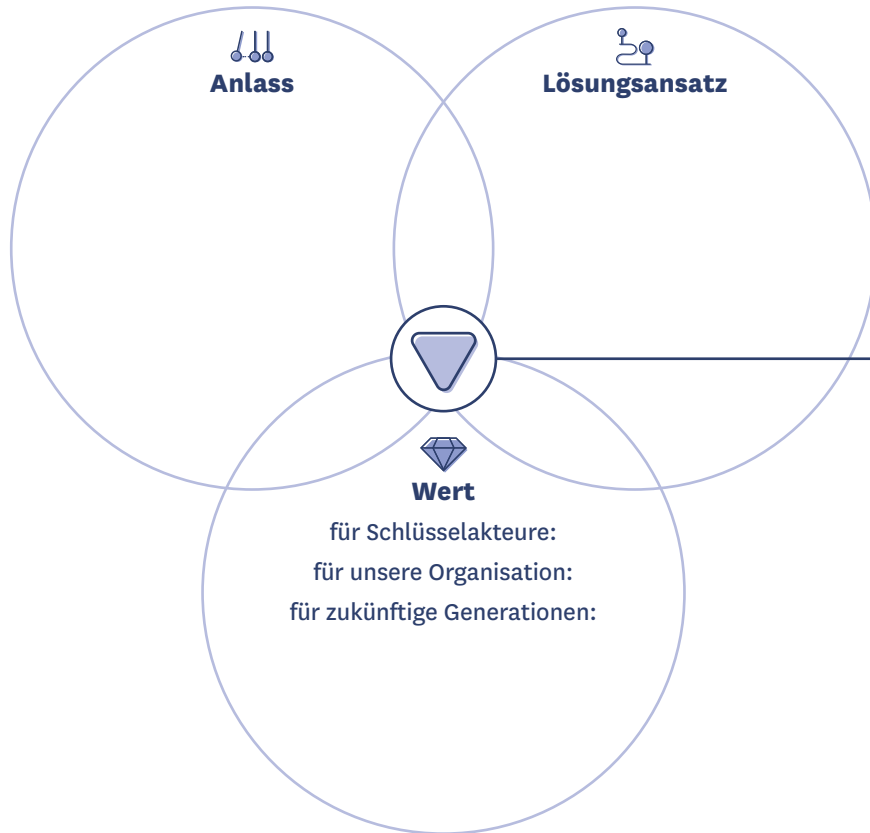 Anlass
Lösungsansatz
Wert
für Schlüsselakteure:
für unsere Organisation:
für zukünftige Generationen: